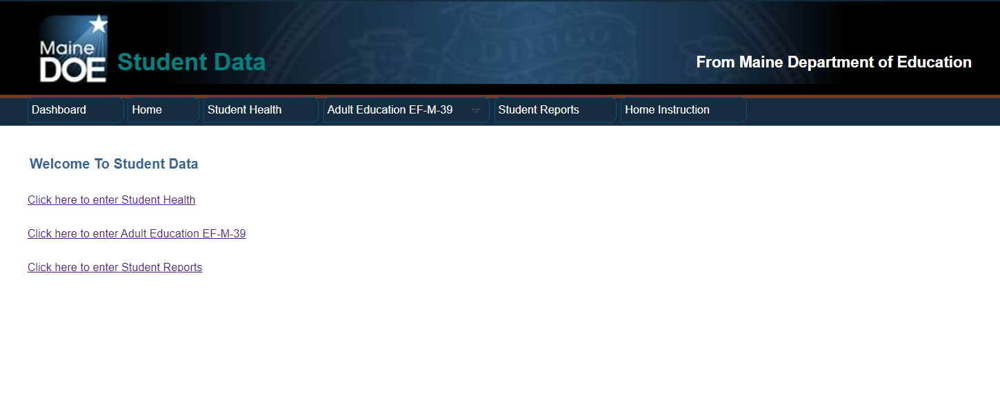 Maine
DOE
Student Data
DIRIGO
From Maine Department of Education
Dashboard Home Student Health Adult Education EF-M-39 Student Reports Home Instruction
Welcome To Student Data
Click here to enter Student Health
Click here to enter Adult Education EF-M-39
Click here to enter Student Reports